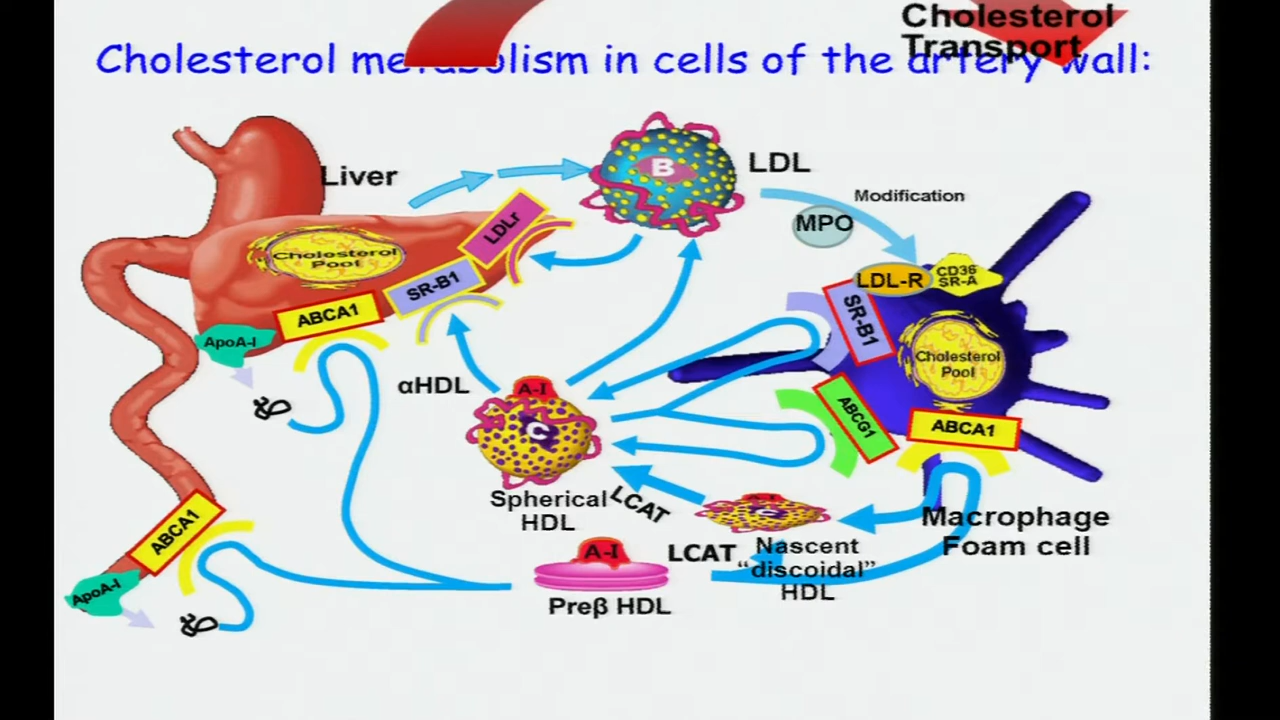 Cholesterol
Transport
Cholesterol metabolism in cells of the artery wall:
Liver
B
LDL
Modification
MPO
LDLr
Cholesterol
Pool
SR-B1
ABCA1
ApoA-I
LDL-R
CD36
SR-A
SR-B1
Cholesterol
Pool
αHDL
A-I
C
ABCG1
ABCA1
Spherical
HDL
LCAT
A-I
C
Macrophage
Foam cell
ABCA1
A-I
LCAT
Nascent
“discoidal”
HDL
ApoA-I
Preβ HDL